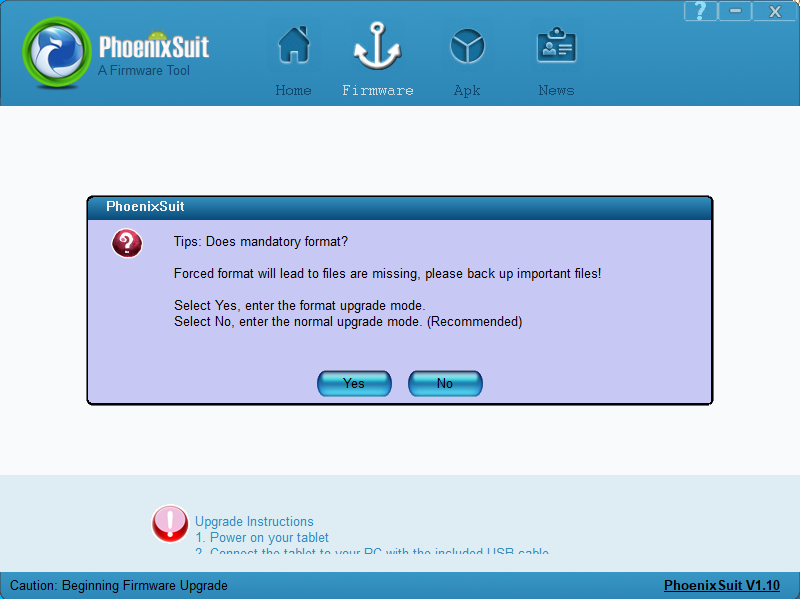 ?
PhoenixSuit
A Firmware Tool
Home
Firmware
Apk
News
PhoenixSuit
Tips: Does mandatory format?
Forced format will lead to files are missing, please back up important files!
Select Yes, enter the format upgrade mode.
Select No, enter the normal upgrade mode. (Recommended)
Yes
No
Upgrade Instructions
1. Power on your tablet
2. Connect the tablet to your PC with the included USB cable
Caution: Beginning Firmware Upgrade
PhoenixSuit V1.10